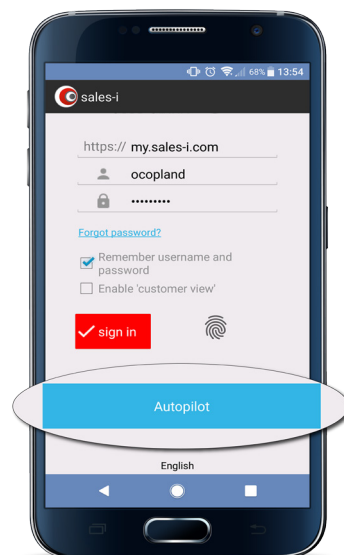 68% 13:54
sales-i
https:// my.sales-i.com
ocopland
•••••••••
Forgot password?
Remember username and
password
Enable 'customer view'
sign in
Autopilot
English